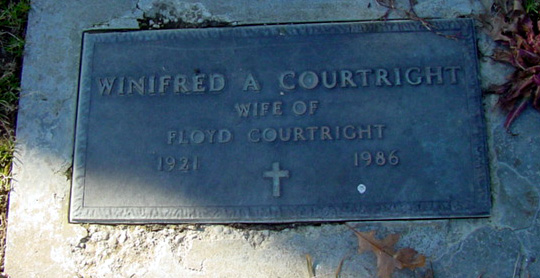 WINIFRED A COURTRIGHT
WIFE OF
FLOYD COURTRIGHT
1921 1986